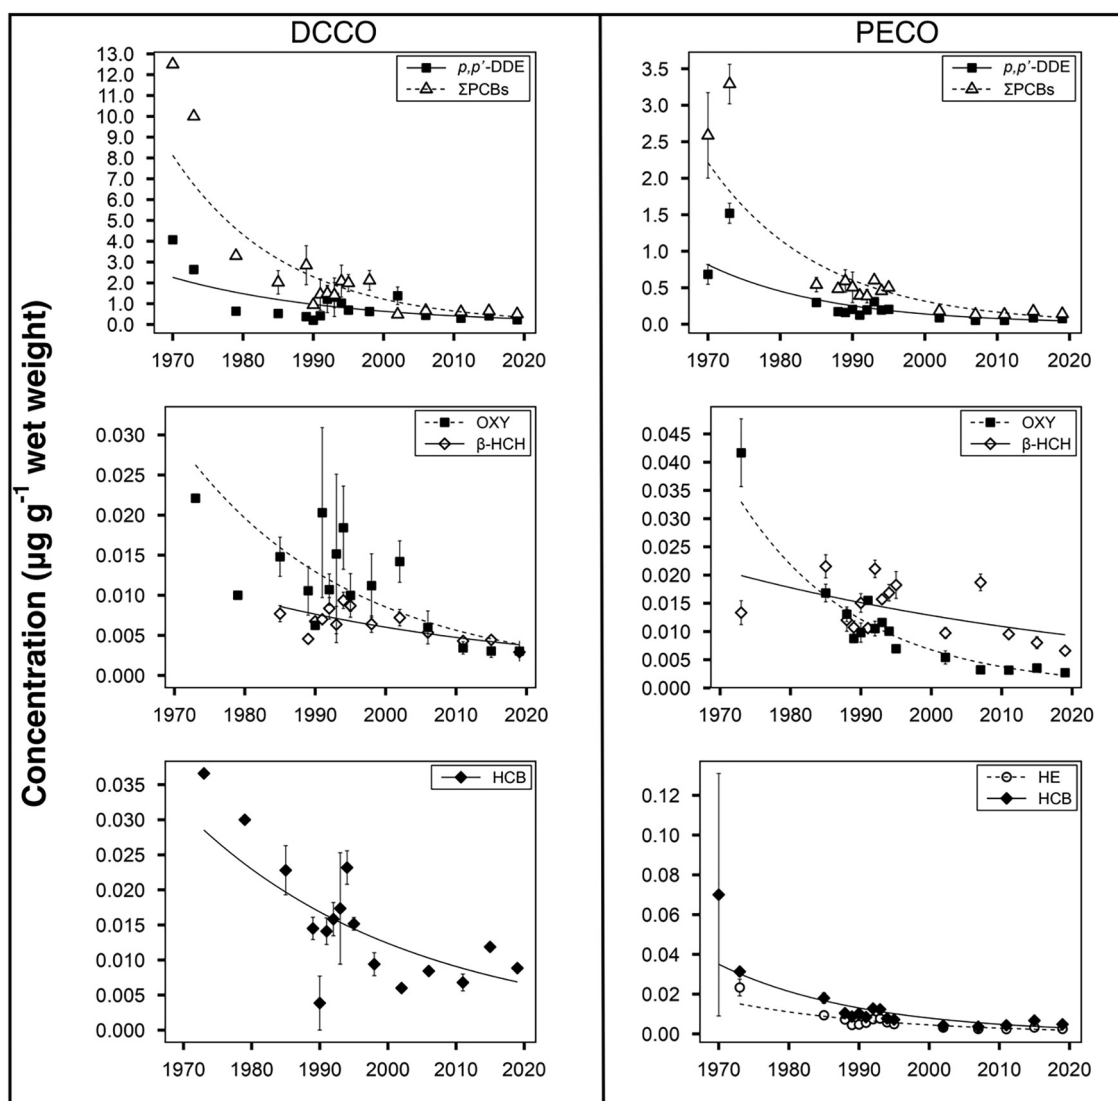 DCCO
PECO
Concentration (µg g-1 wet weight)
p,p’-DDE
ΣPCBs
13.0
12.0
11.0
10.0
9.0
8.0
7.0
6.0
5.0
4.0
3.0
2.0
1.0
0.0
1970 1980 1990 2000 2010 2020
p,p’-DDE
ΣPCBs
3.5
3.0
2.5
2.0
1.5
1.0
0.5
0.0
1970 1980 1990 2000 2010 2020
OXY
β-HCH
0.030
0.025
0.020
0.015
0.010
0.005
0.000
1970 1980 1990 2000 2010 2020
OXY
β-HCH
0.045
0.040
0.035
0.030
0.025
0.020
0.015
0.010
0.005
0.000
1970 1980 1990 2000 2010 2020
HCB
0.035
0.030
0.025
0.020
0.015
0.010
0.005
0.000
1970 1980 1990 2000 2010 2020
HE
HCB
0.12
0.10
0.08
0.06
0.04
0.02
0.00
1970 1980 1990 2000 2010 2020